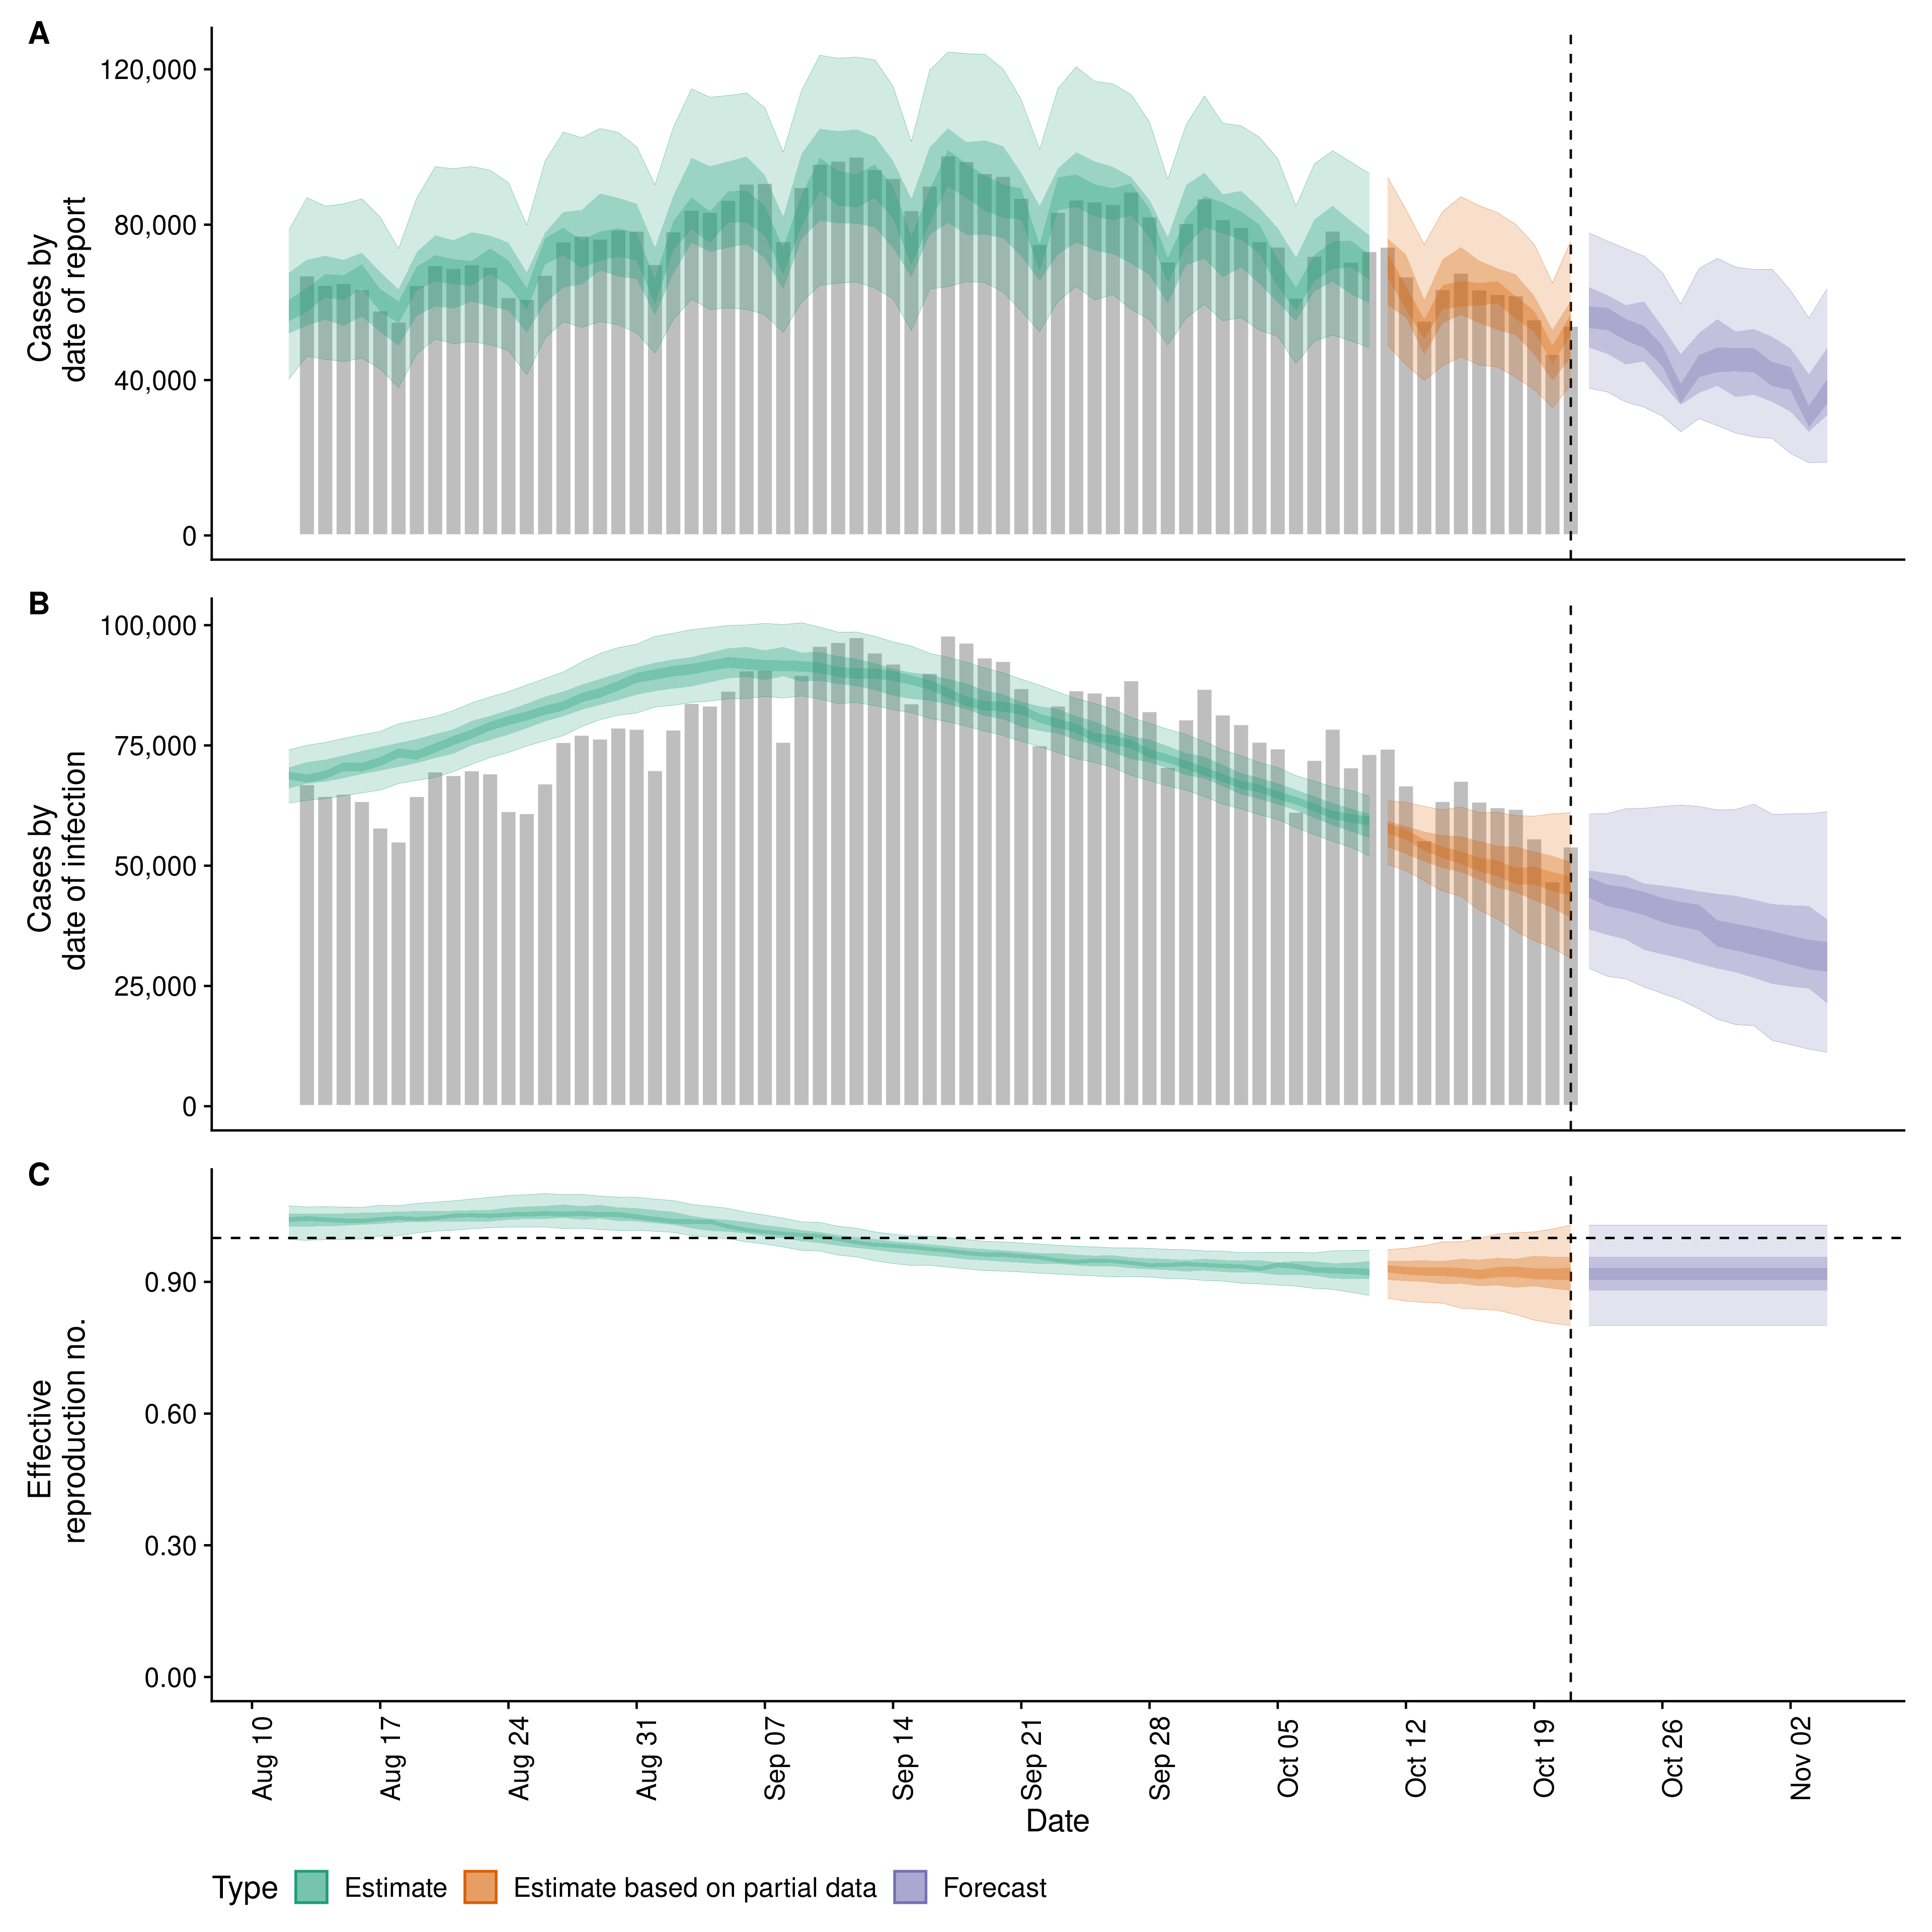 A
120,000
80,000
40,000
0
Cases by
date of report
B
100,000
75,000
50,000
25,000
0
Cases by
date of infection
C
0.90
0.60
0.30
0.00
Effective
reproduction no.
Aug 10
Aug 17
Aug 24
Aug 31
Sep 07
Sep 14
Sep 21
Sep 28
Oct 05
Oct 12
Oct 19
Oct 26
Nov 02
Date
Type Estimate Estimate based on partial data Forecast